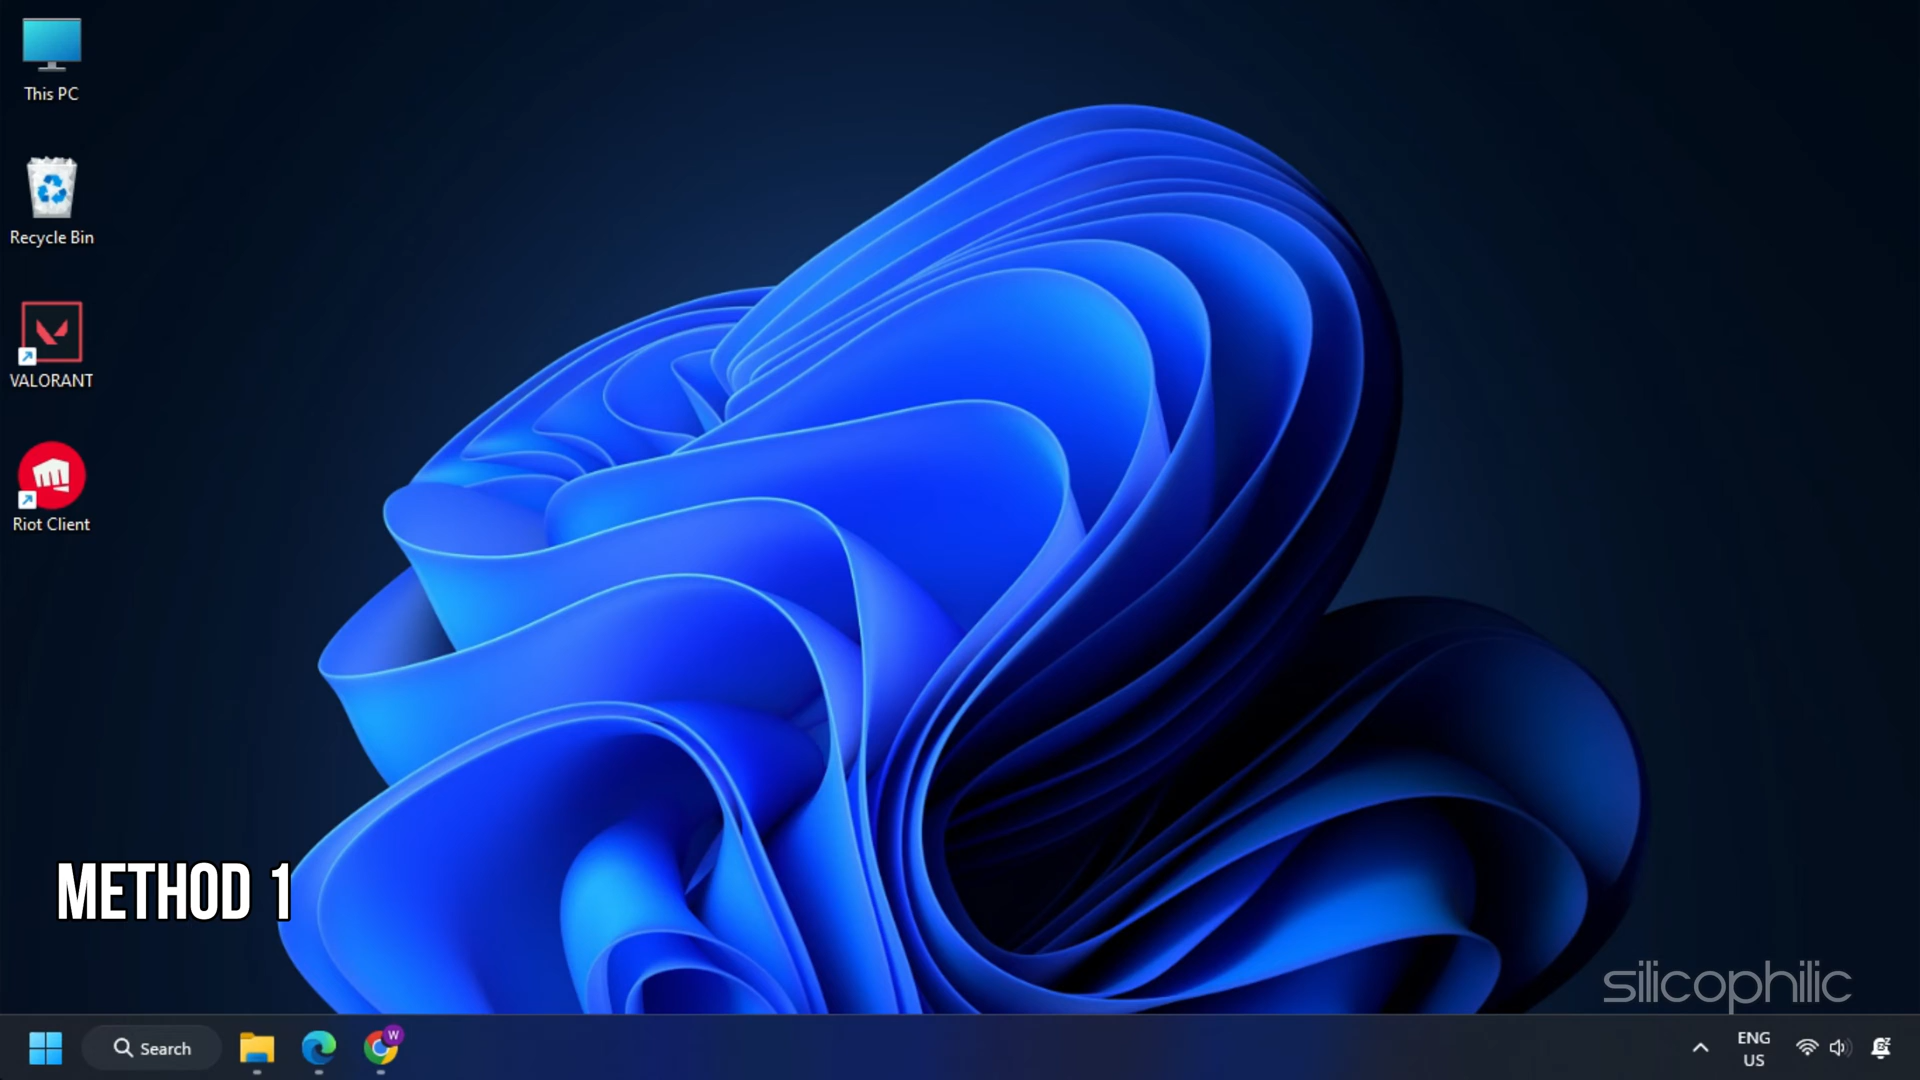 This PC
Recycle Bin
VALORANT
Riot Client
METHOD 1
silicophilic
Search
W
ENG
US